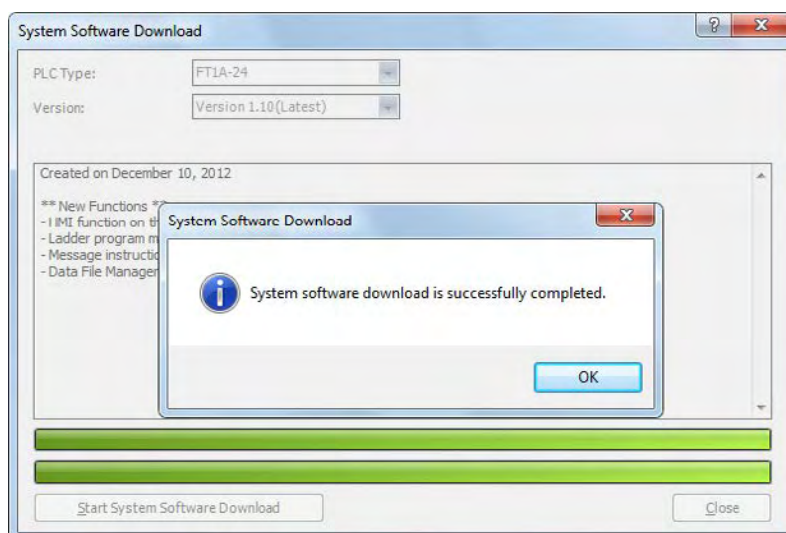 System Software Download
PLC Type:
FT1A-24
Version:
Version 1.10(Latest)
Created on December 10, 2012
** New Functions **
- HMI function on th
- Ladder program m
- Message instructio
- Data File Manager
System Software Download
System software download is successfully completed.
OK
Start System Software Download
Close